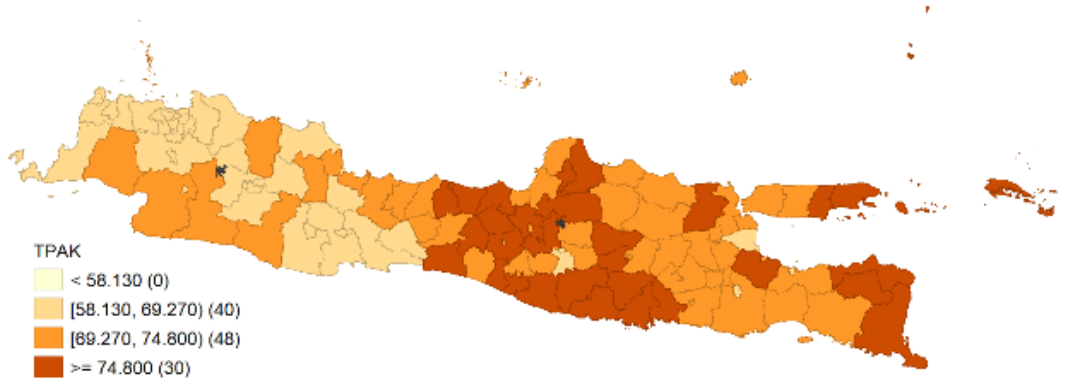 TPAK
< 58.130 (0)
[58.130, 69.270) (40)
[69.270, 74.800) (48)
>= 74.800 (30)